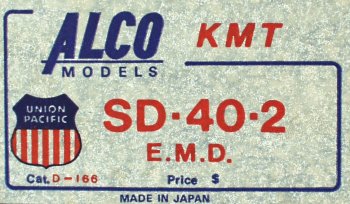 ALCO KMT
MODELS
UNION
PACIFIC
SD·40·2
E.M.D.
Cat. D-166 Price $
MADE IN JAPAN